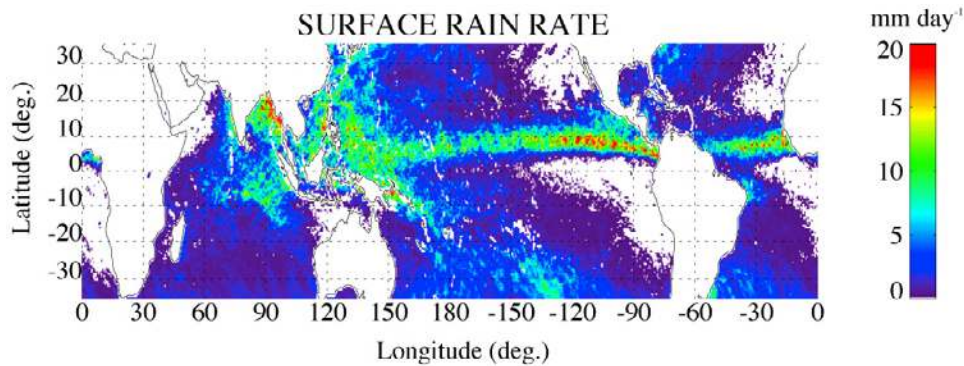 SURFACE RAIN RATE
mm day⁻¹
30
20
10
0
-10
-20
-30
Latitude (deg.)
0 30 60 90 120 150 180 -150 -120 -90 -60 -30 0
Longitude (deg.)
20
15
10
5
0